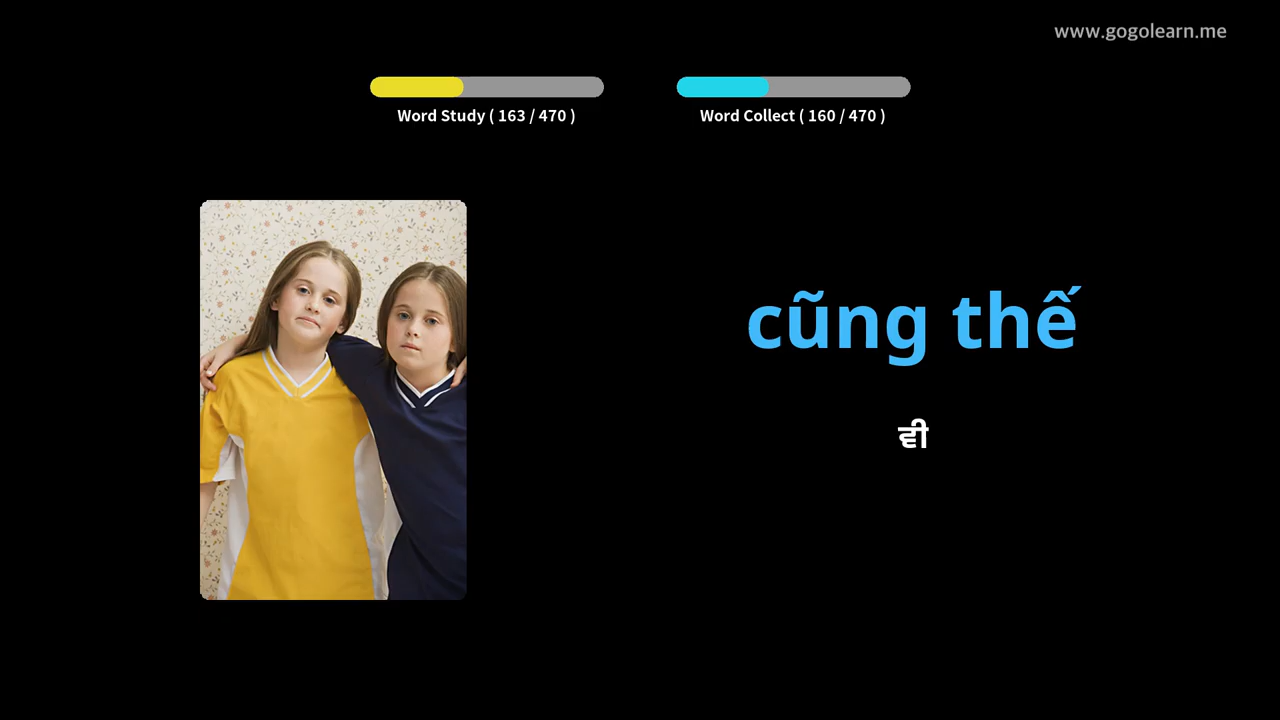 www.gogolearn.me
Word Study ( 163 / 470 )
Word Collect ( 160 / 470 )
cũng thế
ਵੀ